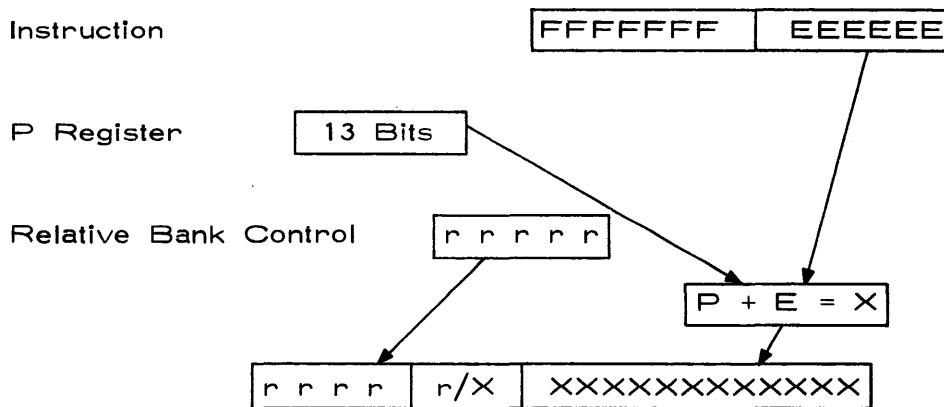 Instruction FFFFFFF EEEEEE
P Register 13 Bits
Relative Bank Control r r r r r
P + E = X
r r r r r/X XXXXXXXXXXXX